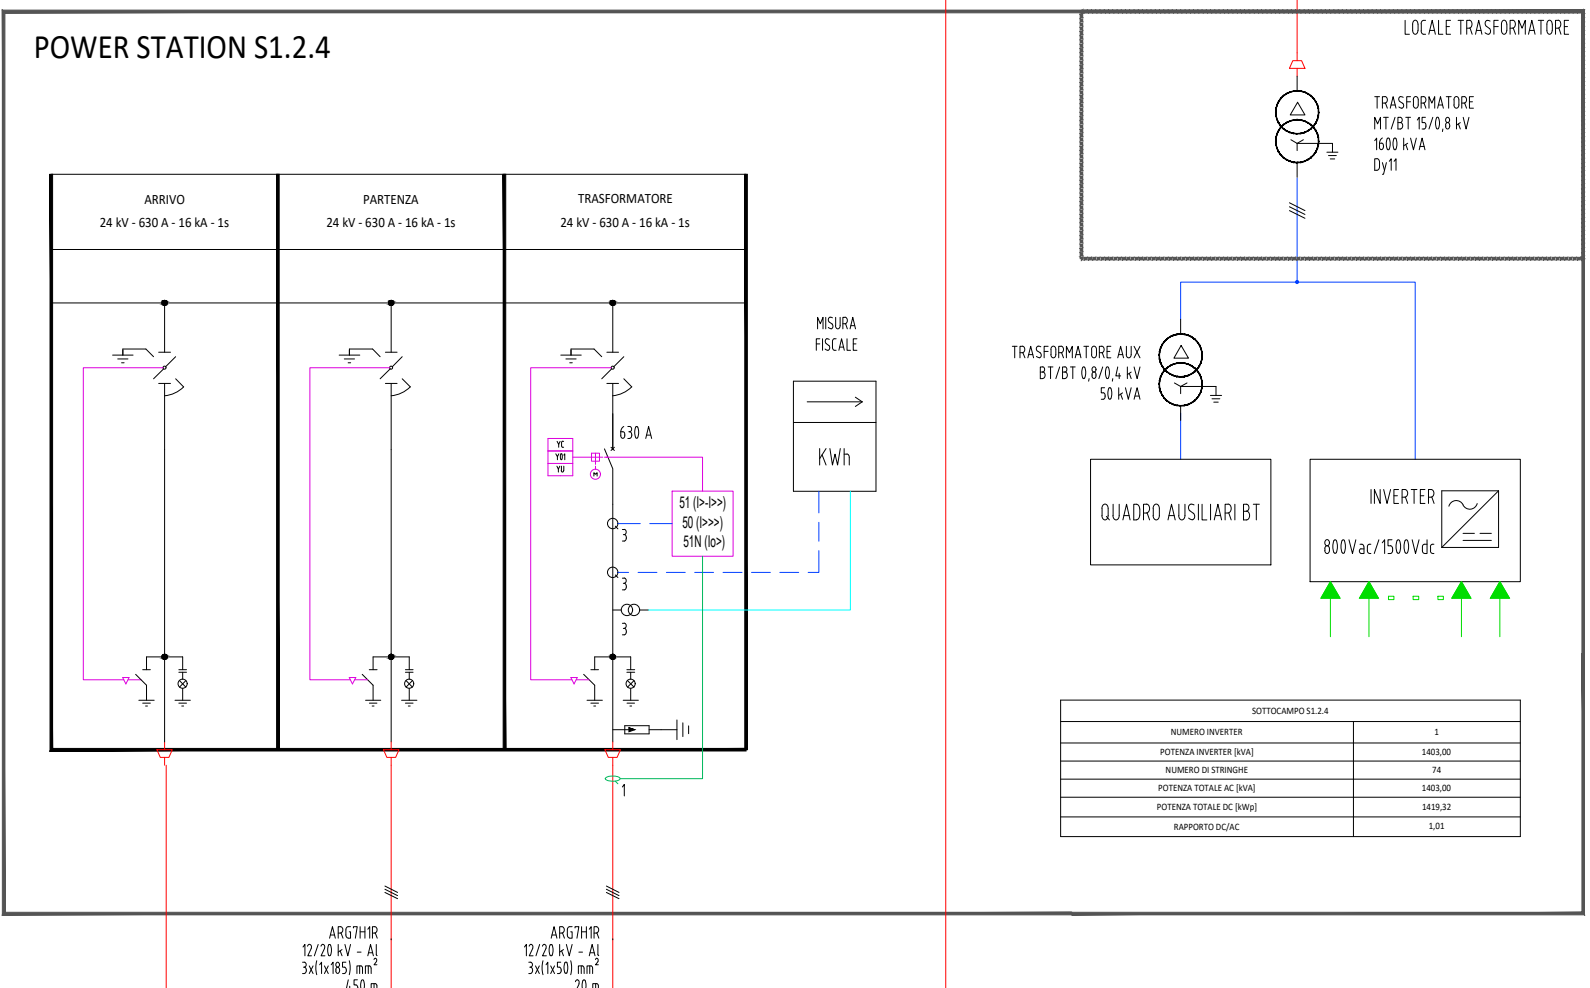 POWER STATION S1.2.4
LOCALE TRASFORMATORE
TRASFORMATORE
MT/BT 15/0,8 kV
1600 kVA
Dy11
ARRIVO
24 kV - 630 A - 16 kA - 1s
PARTENZA
24 kV - 630 A - 16 kA - 1s
TRASFORMATORE
24 kV - 630 A - 16 kA - 1s
MISURA
FISCALE
KWh
630 A
YC
Y01
YU
M
51 (I>-I>>)
50 (I>>>)
51N (Io>)
3
3
3
1
TRASFORMATORE AUX
BT/BT 0,8/0,4 kV
50 kVA
QUADRO AUSILIARI BT
INVERTER
800Vac/1500Vdc
SOTTOCAMPO S1.2.4
NUMERO INVERTER 1
POTENZA INVERTER [kVA] 1403,00
NUMERO DI STRINGHE 74
POTENZA TOTALE AC [kVA] 1403,00
POTENZA TOTALE DC [kWp] 1419,32
RAPPORTO DC/AC 1,01
ARG7H1R
12/20 kV - Al
3x(1x185) mm²
450 m
ARG7H1R
12/20 kV - Al
3x(1x50) mm²
20 m